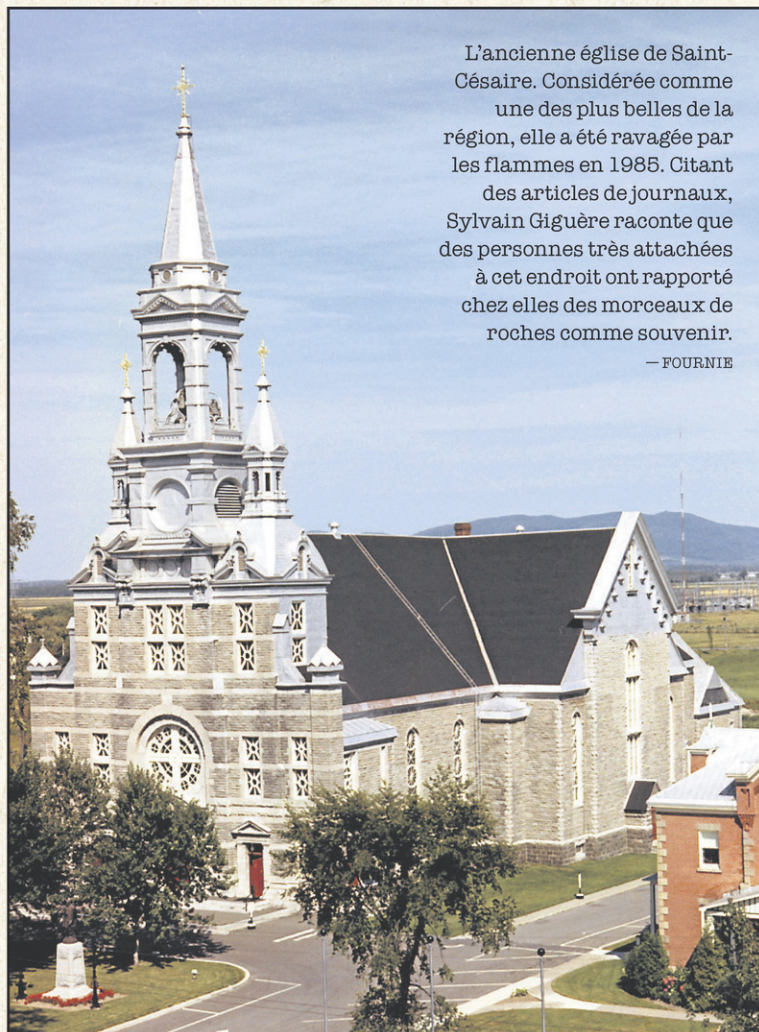 L’ancienne église de Saint-
Césaire. Considérée comme
une des plus belles de la
région, elle a été ravagée par
les flammes en 1985. Citant
des articles de journaux,
Sylvain Giguère raconte que
des personnes très attachées
à cet endroit ont rapporté
chez elles des morceaux de
roches comme souvenir.
— FOURNIE